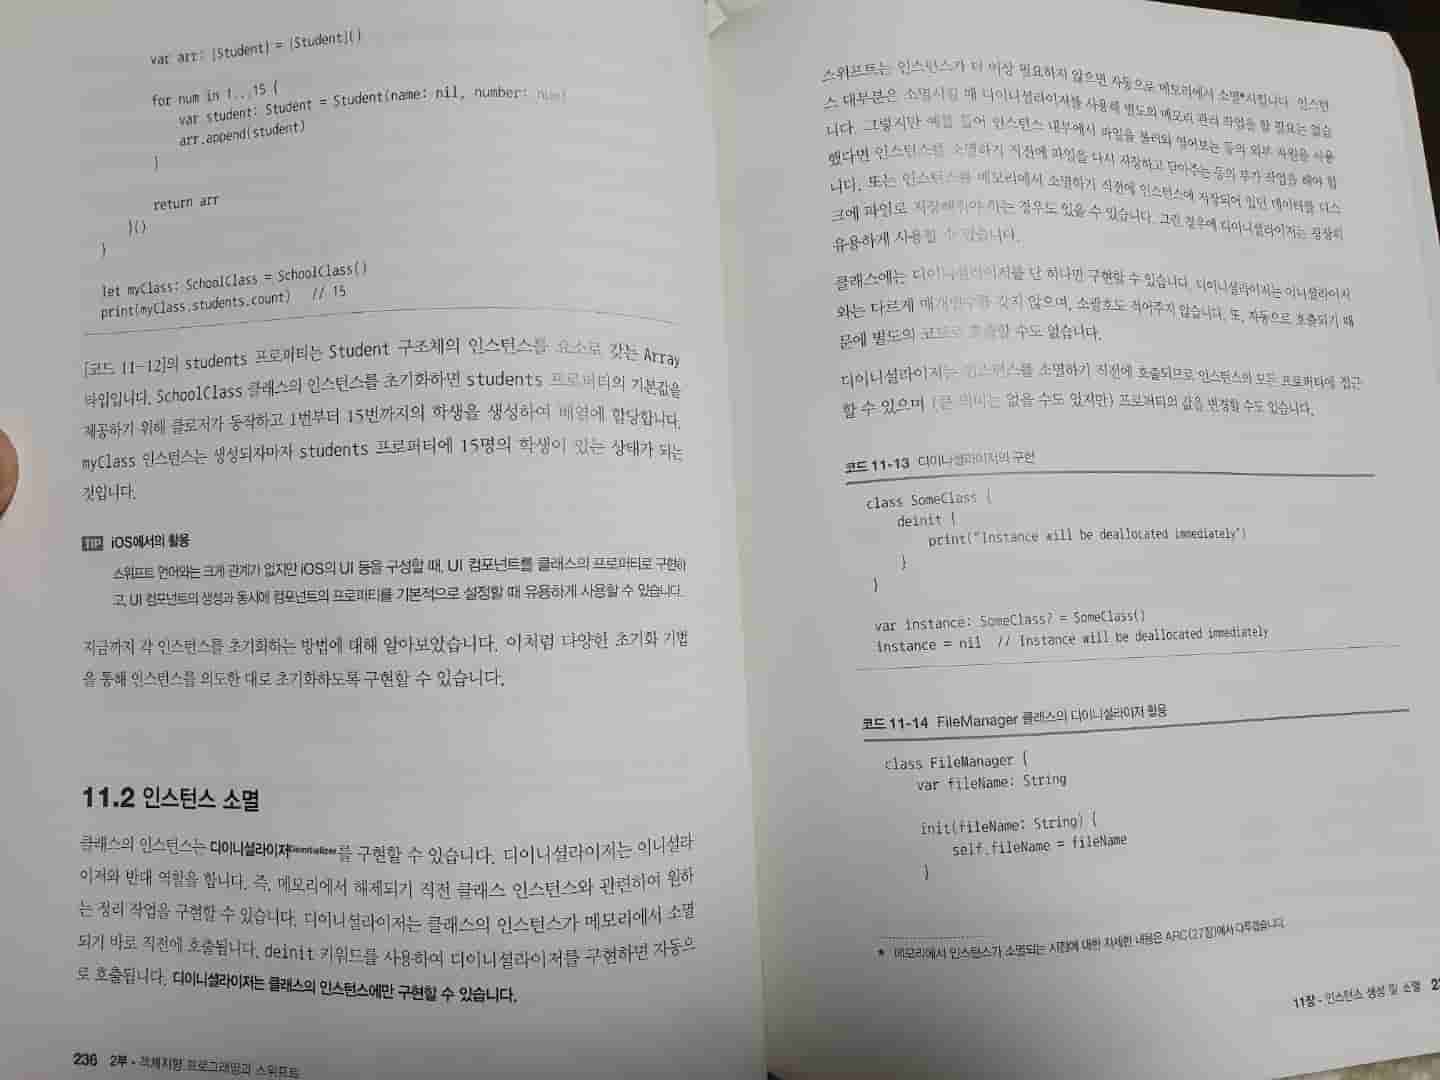 var arr: [Student] = [Student]()
for num in 1...15 {
var student: Student = Student(name: nil, number: num)
arr.append(student)
}
return arr
}()
}
let myClass: SchoolClass = SchoolClass()
print(myClass.students.count) // 15
[코드 11-12]의 students 프로퍼티는 Student 구조체의 인스턴스를 요소로 갖는 Array
타입입니다. SchoolClass 클래스의 인스턴스를 초기화하면 students 프로퍼티의 기본값을
제공하기 위해 클로저가 동작하고 1번부터 15번까지의 학생을 생성하여 배열에 할당합니다.
myClass 인스턴스는 생성되자마자 students 프로퍼티에 15명의 학생이 있는 상태가 되는
것입니다.
TIP iOS에서의 활용
스위프트 언어와는 크게 관계가 없지만 iOS의 UI 등을 구성할 때, UI 컴포넌트를 클래스의 프로퍼티로 구현하
고, UI 컴포넌트의 생성과 동시에 컴포넌트의 프로퍼티를 기본적으로 설정할 때 유용하게 사용할 수 있습니다.
지금까지 각 인스턴스를 초기화하는 방법에 대해 알아보았습니다. 이처럼 다양한 초기화 기법
을 통해 인스턴스를 의도한 대로 초기화하도록 구현할 수 있습니다.
11.2 인스턴스 소멸
클래스의 인스턴스는 디이니셜라이저Deinitializer를 구현할 수 있습니다. 디이니셜라이저는 이니셜라
이저와 반대 역할을 합니다. 즉, 메모리에서 해제되기 직전 클래스 인스턴스와 관련하여 원하
는 정리 작업을 구현할 수 있습니다. 디이니셜라이저는 클래스의 인스턴스가 메모리에서 소멸
되기 바로 직전에 호출됩니다. deinit 키워드를 사용하여 디이니셜라이저를 구현하면 자동으
로 호출됩니다. 디이니셜라이저는 클래스의 인스턴스에만 구현할 수 있습니다.
236 2부 - 객체지향 프로그래밍과 스위프트
스위프트는 인스턴스가 더 이상 필요하지 않으면 자동으로 메모리에서 소멸*시킵니다. 인스턴
스 대부분은 소멸시킬 때 디이니셜라이저를 사용해 별도의 메모리 관리 작업을 할 필요는 없습
니다. 그렇지만 예를 들어 인스턴스 내부에서 파일을 불러와 열어보는 등의 외부 자원을 사용
했다면 인스턴스를 소멸하기 직전에 파일을 다시 저장하고 닫아주는 등의 부가 작업을 해야 합
니다. 또는 인스턴스를 메모리에서 소멸하기 직전에 인스턴스에 저장되어 있던 데이터를 디스
크에 파일로 저장해줘야 하는 경우도 있을 수 있습니다. 그런 경우에 디이니셜라이저는 굉장히
유용하게 사용할 수 있습니다.
클래스에는 디이니셜라이저를 단 하나만 구현할 수 있습니다. 디이니셜라이저는 이니셜라이저
와는 다르게 매개변수를 갖지 않으며, 소괄호도 적어주지 않습니다. 또, 자동으로 호출되기 때
문에 별도의 코드로 호출할 수도 없습니다.
디이니셜라이저는 인스턴스를 소멸하기 직전에 호출되므로 인스턴스의 모든 프로퍼티에 접근
할 수 있으며 (큰 의미는 없을 수도 있지만) 프로퍼티의 값을 변경할 수도 있습니다.
코드 11-13 디이니셜라이저의 구현
class SomeClass {
deinit {
print("Instance will be deallocated immediately")
}
}
var instance: SomeClass? = SomeClass()
instance = nil // Instance will be deallocated immediately
코드 11-14 FileManager 클래스의 디이니셜라이저 활용
class FileManager {
var fileName: String
init(fileName: String) {
self.fileName = fileName
}
* 메모리에서 인스턴스가 소멸되는 시점에 대한 자세한 내용은 ARC(27장)에서 다루겠습니다.
11장 - 인스턴스 생성 및 소멸